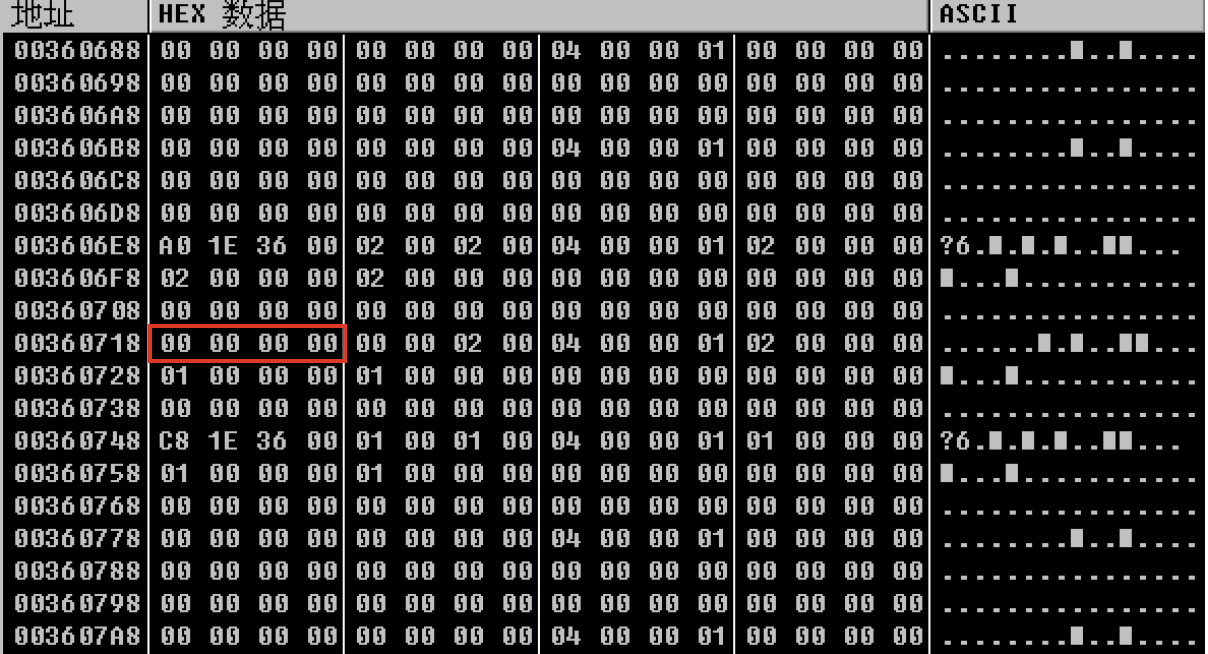 地址 HEX 数据 ASCII
00360688 00 00 00 00 00 00 00 00 04 00 00 01 00 00 00 00 ........█..█....
00360698 00 00 00 00 00 00 00 00 00 00 00 00 00 00 00 00 ................
003606A8 00 00 00 00 00 00 00 00 00 00 00 00 00 00 00 00 ................
003606B8 00 00 00 00 00 00 00 00 04 00 00 01 00 00 00 00 ........█..█....
003606C8 00 00 00 00 00 00 00 00 00 00 00 00 00 00 00 00 ................
003606D8 00 00 00 00 00 00 00 00 00 00 00 00 00 00 00 00 ................
003606E8 A0 1E 36 00 02 00 02 00 04 00 00 01 02 00 00 00 ?6.█.█.█..██...
003606F8 02 00 00 00 02 00 00 00 00 00 00 00 00 00 00 00 █...█...........
00360708 00 00 00 00 00 00 00 00 00 00 00 00 00 00 00 00 ................
00360718 00 00 00 00 00 00 02 00 04 00 00 01 02 00 00 00 ......█.█..██...
00360728 01 00 00 00 01 00 00 00 00 00 00 00 00 00 00 00 █...█...........
00360738 00 00 00 00 00 00 00 00 00 00 00 00 00 00 00 00 ................
00360748 C8 1E 36 00 01 00 01 00 04 00 00 01 01 00 00 00 ?6.█.█.█..██...
00360758 01 00 00 00 01 00 00 00 00 00 00 00 00 00 00 00 █...█...........
00360768 00 00 00 00 00 00 00 00 00 00 00 00 00 00 00 00 ................
00360778 00 00 00 00 00 00 00 00 04 00 00 01 00 00 00 00 ........█..█....
00360788 00 00 00 00 00 00 00 00 00 00 00 00 00 00 00 00 ................
00360798 00 00 00 00 00 00 00 00 00 00 00 00 00 00 00 00 ................
003607A8 00 00 00 00 00 00 00 00 04 00 00 01 00 00 00 00 ........█..█....